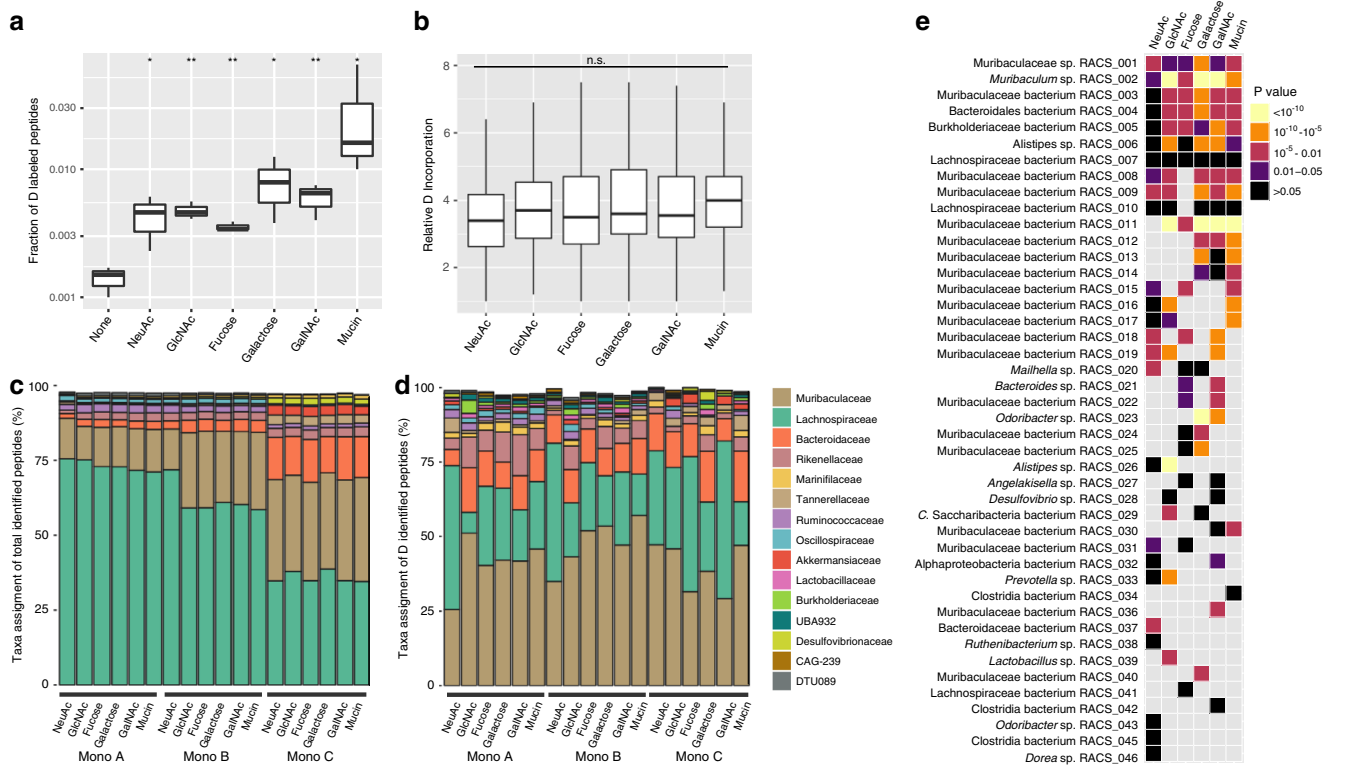 a
Fraction of D labeled peptides
0.030
0.010
0.003
0.001
* ** ** * ** *
None
NeuAc
GlcNAc
Fucose
Galactose
GalNAc
Mucin
b
Relative D Incorporation
8
6
4
2
n.s.
NeuAc
GlcNAc
Fucose
Galactose
GalNAc
Mucin
c
Taxa assigment of total identified peptides (%)
100
75
50
25
0
NeuAc
GlcNAc
Fucose
Galactose
GalNAc
Mucin
NeuAc
GlcNAc
Fucose
Galactose
GalNAc
Mucin
NeuAc
GlcNAc
Fucose
Galactose
GalNAc
Mucin
Mono A
Mono B
Mono C
d
Taxa assigment of D identified peptides (%)
100
75
50
25
0
NeuAc
GlcNAc
Fucose
Galactose
GalNAc
Mucin
NeuAc
GlcNAc
Fucose
Galactose
GalNAc
Mucin
NeuAc
GlcNAc
Fucose
Galactose
GalNAc
Mucin
Mono A
Mono B
Mono C
Muribaculaceae
Lachnospiraceae
Bacteroidaceae
Rikenellaceae
Marinifilaceae
Tannerellaceae
Ruminococcaceae
Oscillospiraceae
Akkermansiaceae
Lactobacillaceae
Burkholderiaceae
UBA932
Desulfovibrionaceae
CAG-239
DTU089
e
NeuAc
GlcNAc
Fucose
Galactose
GalNAc
Mucin
Muribaculaceae sp. RACS_001
Muribaculum sp. RACS_002
Muribaculaceae bacterium RACS_003
Bacteroidales bacterium RACS_004
Burkholderiaceae bacterium RACS_005
Alistipes sp. RACS_006
Lachnospiraceae bacterium RACS_007
Muribaculaceae bacterium RACS_008
Muribaculaceae bacterium RACS_009
Lachnospiraceae bacterium RACS_010
Muribaculaceae bacterium RACS_011
Muribaculaceae bacterium RACS_012
Muribaculaceae bacterium RACS_013
Muribaculaceae bacterium RACS_014
Muribaculaceae bacterium RACS_015
Muribaculaceae bacterium RACS_016
Muribaculaceae bacterium RACS_017
Muribaculaceae bacterium RACS_018
Muribaculaceae bacterium RACS_019
Mailhella sp. RACS_020
Bacteroides sp. RACS_021
Muribaculaceae bacterium RACS_022
Odoribacter sp. RACS_023
Muribaculaceae bacterium RACS_024
Muribaculaceae bacterium RACS_025
Alistipes sp. RACS_026
Angelakisella sp. RACS_027
Desulfovibrio sp. RACS_028
C. Saccharibacteria bacterium RACS_029
Muribaculaceae bacterium RACS_030
Muribaculaceae bacterium RACS_031
Alphaproteobacteria bacterium RACS_032
Prevotella sp. RACS_033
Clostridia bacterium RACS_034
Muribaculaceae bacterium RACS_036
Bacteroidaceae bacterium RACS_037
Ruthenibacterium sp. RACS_038
Lactobacillus sp. RACS_039
Muribaculaceae bacterium RACS_040
Lachnospiraceae bacterium RACS_041
Clostridia bacterium RACS_042
Odoribacter sp. RACS_043
Clostridia bacterium RACS_045
Dorea sp. RACS_046
P value
<10⁻¹⁰
10⁻¹⁰-10⁻⁵
10⁻⁵ - 0.01
0.01–0.05
>0.05